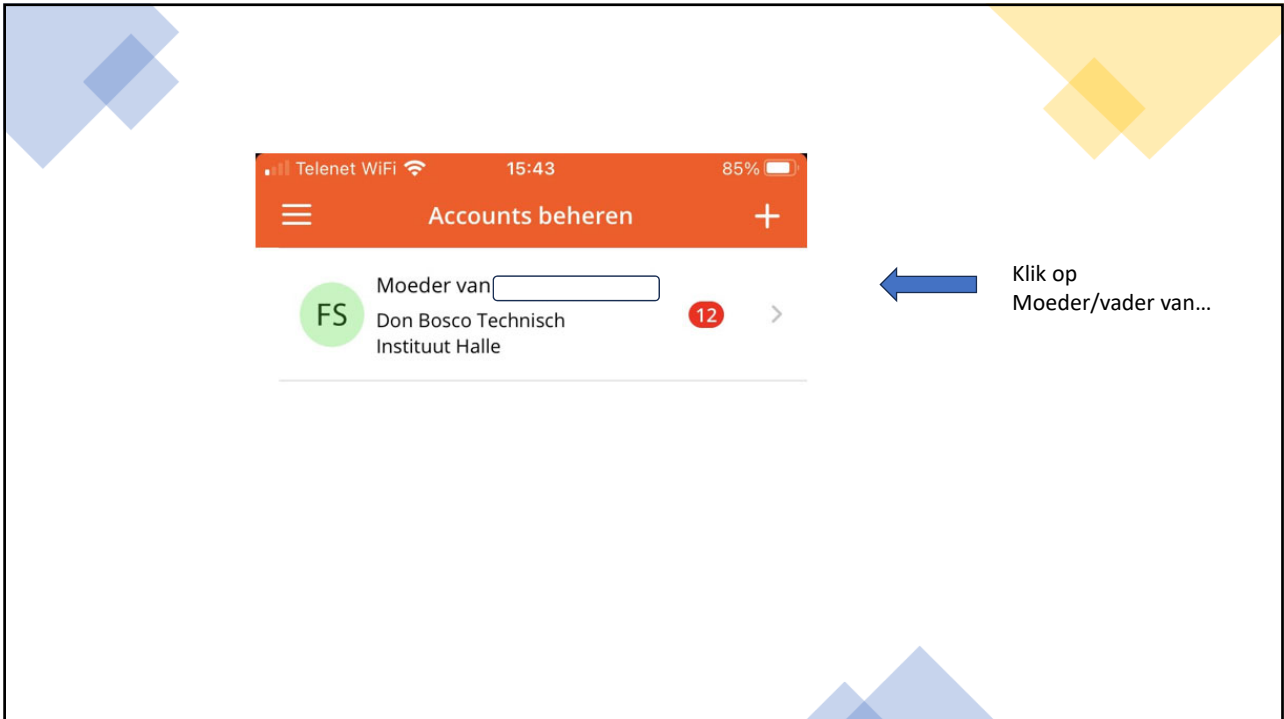 Telenet WiFi 15:43 85%
Accounts beheren
Moeder van
FS
Don Bosco Technisch
Instituut Halle
12
Klik op
Moeder/vader van…